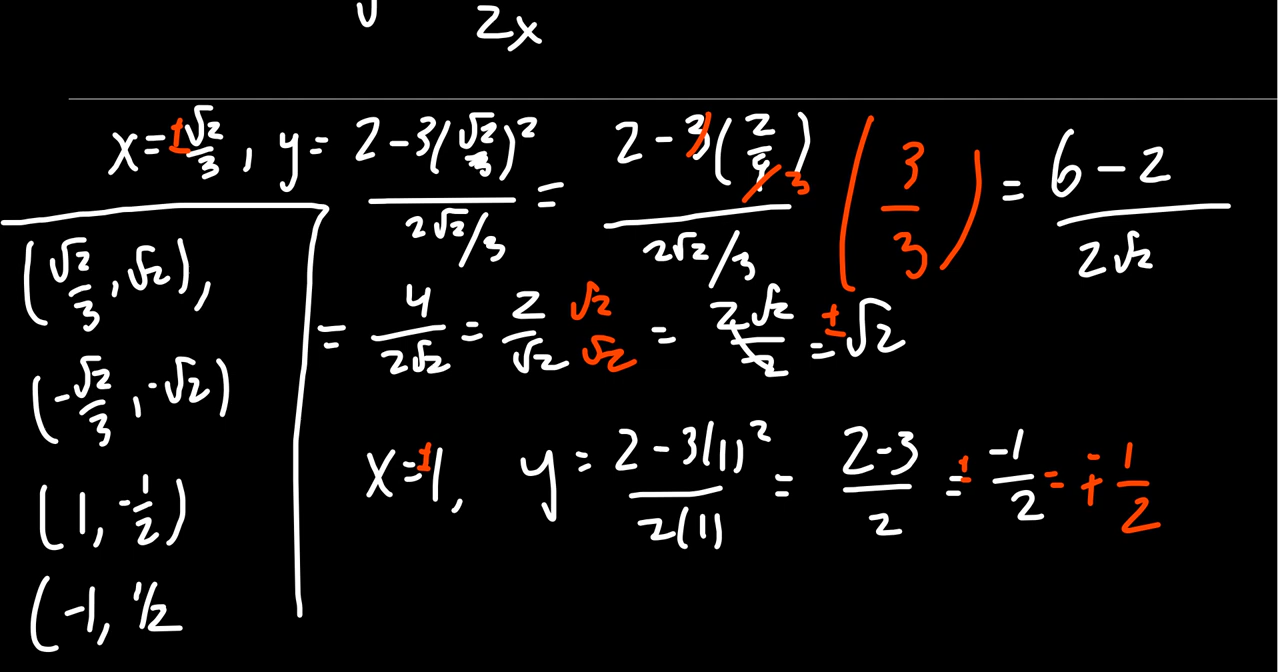 y 2x
x = ±√2/3, y = (2 - 3(√2/3)²)/(2√2/3) = (2 - 3(2/9))/(2√2/3) (3/3) = (6 - 2)/(2√2)
(√2/3, √2),
= 4/(2√2) = 2/√2 √2/√2 = 2√2/2 = ±√2
(-√2/3, -√2)
x = ±1, y = (2 - 3(1)²)/(2(1)) = (2 - 3)/2 = ± -1/2 = ∓ 1/2
(1, -1/2)
(-1, 1/2